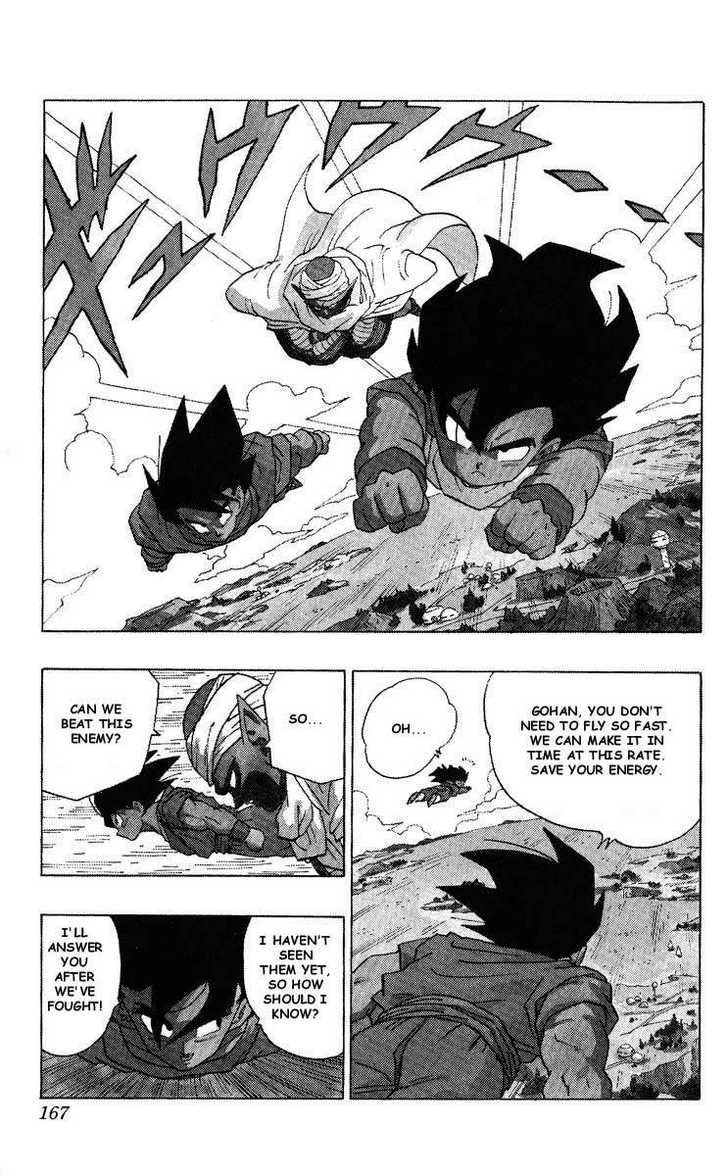 GOHAN, YOU DON'T
NEED TO FLY SO FAST.
WE CAN MAKE IT IN
TIME AT THIS RATE.
SAVE YOUR ENERGY.
OH...
SO...
CAN WE
BEAT THIS
ENEMY?
I HAVEN'T
SEEN
THEM YET,
SO HOW
SHOULD I
KNOW?
I'LL
ANSWER
YOU
AFTER
WE'VE
FOUGHT!
167